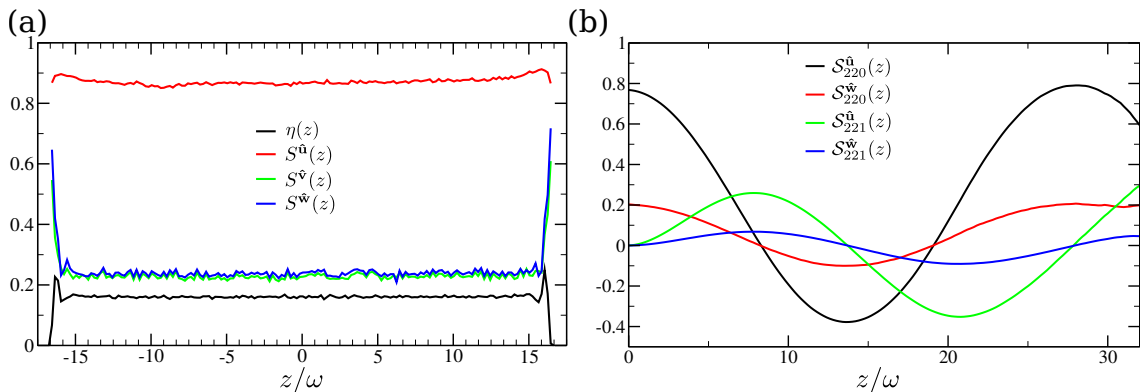 (a)
1
0.8
0.6
0.4
0.2
0
η(z)
S^û(z)
S^v̂(z)
S^ŵ(z)
-15 -10 -5 0 5 10 15
z/ω
(b)
1
0.8
0.6
0.4
0.2
0
-0.2
-0.4
𝒮^û_220(z)
𝒮^ŵ_220(z)
𝒮^û_221(z)
𝒮^ŵ_221(z)
0 10 20 30
z/ω